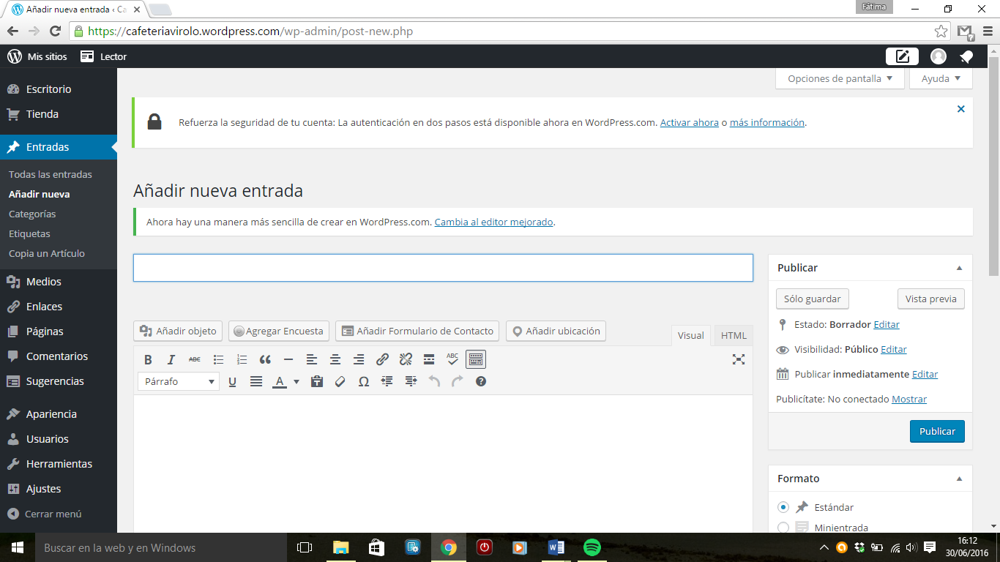 Añadir nueva entrada ‹ Ca
Fátima
https://cafeteriavirolo.wordpress.com/wp-admin/post-new.php
Mis sitios
Lector
Opciones de pantalla
Ayuda
Escritorio
Tienda
Entradas
Todas las entradas
Añadir nueva
Categorías
Etiquetas
Copia un Artículo
Medios
Enlaces
Páginas
Comentarios
Sugerencias
Apariencia
Usuarios
Herramientas
Ajustes
Cerrar menú
Refuerza la seguridad de tu cuenta: La autenticación en dos pasos está disponible ahora en WordPress.com. Activar ahora o más información.
Añadir nueva entrada
Ahora hay una manera más sencilla de crear en WordPress.com. Cambia al editor mejorado.
Añadir objeto
Agregar Encuesta
Añadir Formulario de Contacto
Añadir ubicación
Visual
HTML
B I ABC ABC
Párrafo
U A Ω ?
Publicar
Sólo guardar
Vista previa
Estado: Borrador Editar
Visibilidad: Público Editar
Publicar inmediatamente Editar
Publicítate: No conectado Mostrar
Publicar
Formato
Estándar
Minientrada
Buscar en la web y en Windows
16:12
30/06/2016